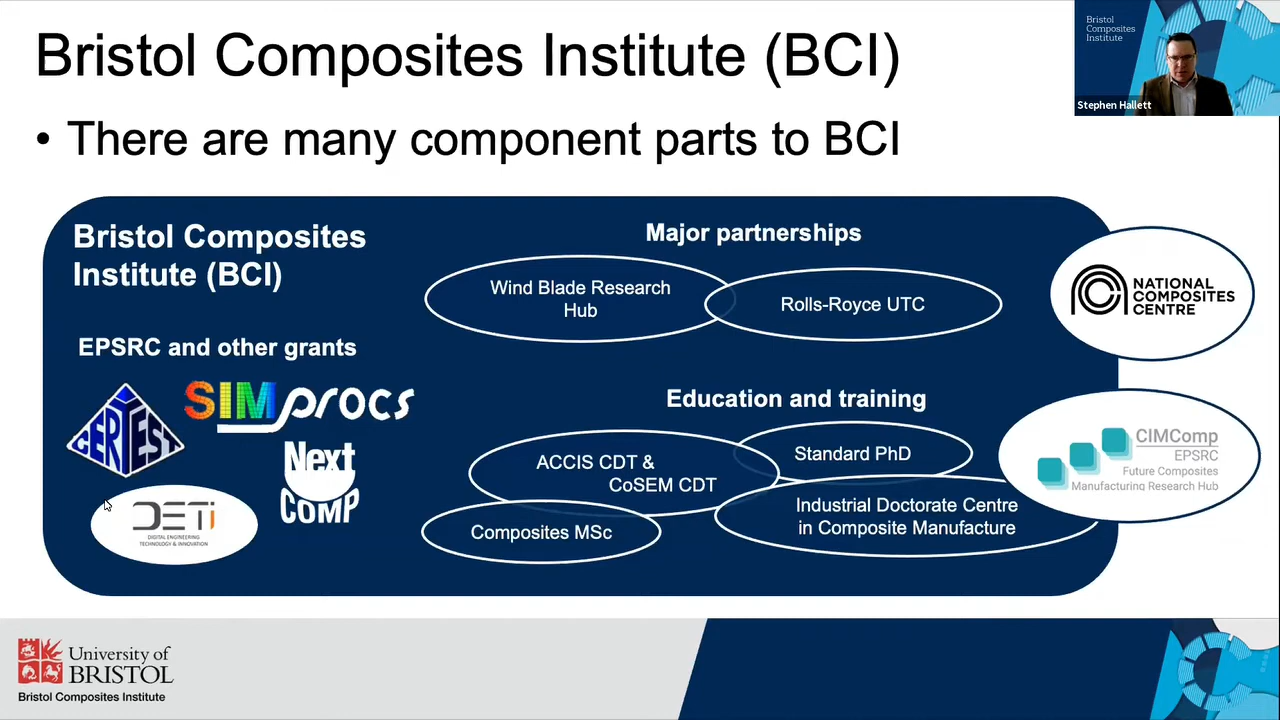 Bristol Composites Institute (BCI)
• There are many component parts to BCI
Bristol
Composites
Institute
Stephen Hallett
Bristol Composites
Institute (BCI)
EPSRC and other grants
CERTEST
SIMprocs
Next
COMP
DETI
DIGITAL ENGINEERING
TECHNOLOGY & INNOVATION
Major partnerships
Wind Blade Research
Hub
Rolls-Royce UTC
Education and training
ACCIS CDT &
CoSEM CDT
Standard PhD
Composites MSc
Industrial Doctorate Centre
in Composite Manufacture
NATIONAL
COMPOSITES
CENTRE
CIMComp
EPSRC
Future Composites
Manufacturing Research Hub
University of
BRISTOL
Bristol Composites Institute